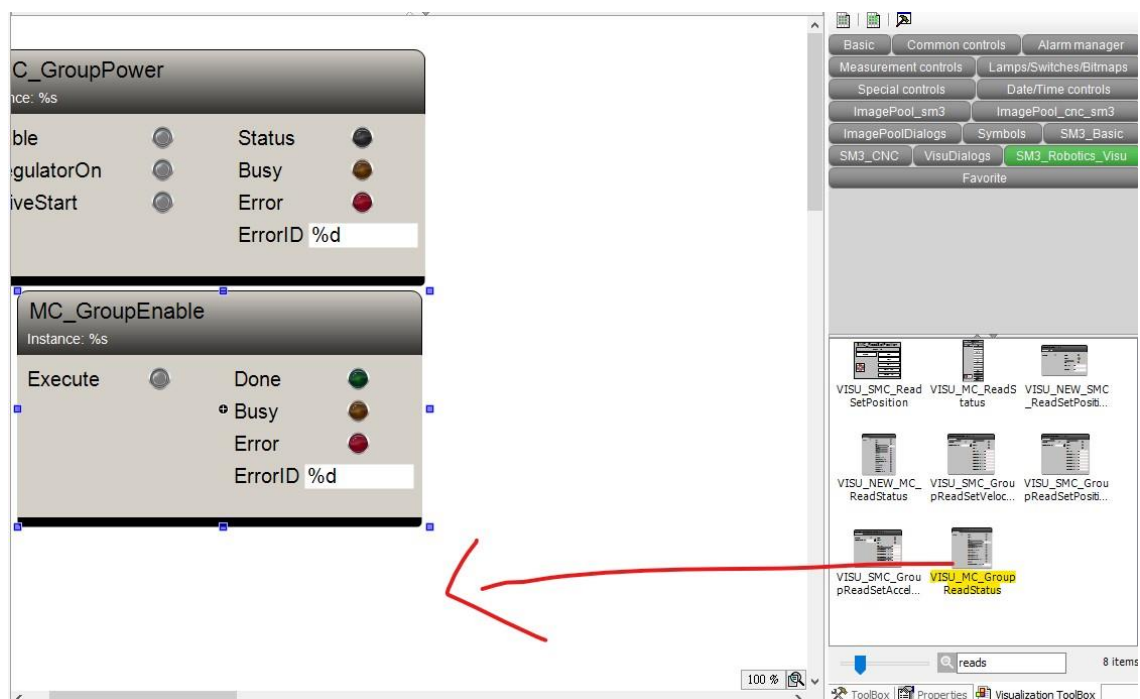 C_GroupPower
nce: %s
ble Status
egulatorOn Busy
iveStart Error
ErrorID %d
MC_GroupEnable
Instance: %s
Execute Done
Busy
Error
ErrorID %d
100 %
Basic Common controls Alarm manager
Measurement controls Lamps/Switches/Bitmaps
Special controls Date/Time controls
ImagePool_sm3 ImagePool_cnc_sm3
ImagePoolDialogs Symbols SM3_Basic
SM3_CNC VisuDialogs SM3_Robotics_Visu
Favorite
VISU_SMC_Read VISU_MC_ReadS VISU_NEW_SMC
SetPosition tatus _ReadSetPositi...
VISU_NEW_MC_ VISU_SMC_Grou VISU_SMC_Grou
ReadStatus pReadSetVeloc... pReadSetPositi...
VISU_SMC_Grou VISU_MC_Group
pReadSetAccel... ReadStatus
reads 8 items
ToolBox Properties Visualization ToolBox